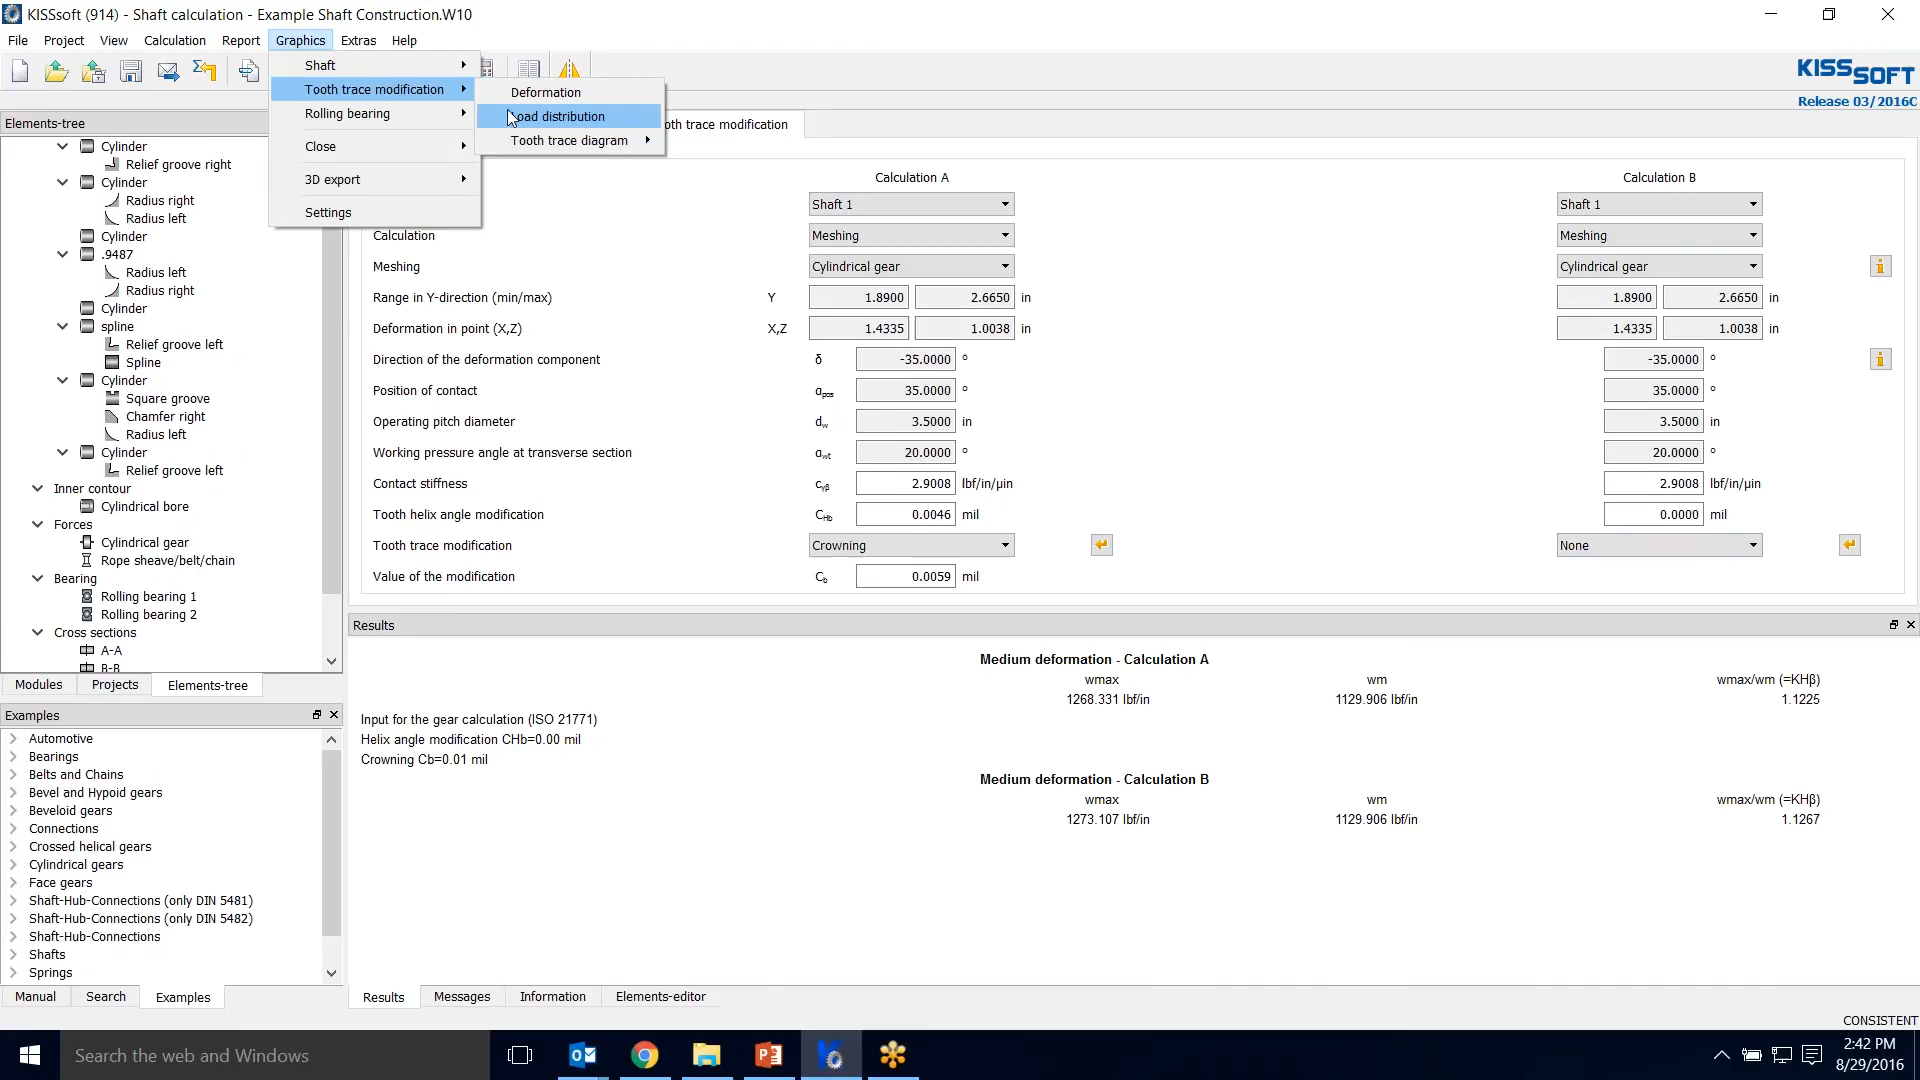 KISSsoft (914) - Shaft calculation - Example Shaft Construction.W10
File Project View Calculation Report Graphics Extras Help
KISSSOFT
Release 03/2016C
Shaft
Tooth trace modification
Rolling bearing
Close
3D export
Settings
Deformation
oad distribution
Tooth trace diagram
Elements-tree
ooth trace modification
Cylinder
Relief groove right
Cylinder
Radius right
Radius left
Cylinder
.9487
Radius left
Radius right
Cylinder
spline
Relief groove left
Spline
Cylinder
Square groove
Chamfer right
Radius left
Cylinder
Relief groove left
Inner contour
Cylindrical bore
Forces
Cylindrical gear
Rope sheave/belt/chain
Bearing
Rolling bearing 1
Rolling bearing 2
Cross sections
A-A
B-B
Modules Projects Elements-tree
Examples
Automotive
Bearings
Belts and Chains
Bevel and Hypoid gears
Beveloid gears
Connections
Crossed helical gears
Cylindrical gears
Face gears
Shaft-Hub-Connections (only DIN 5481)
Shaft-Hub-Connections (only DIN 5482)
Shaft-Hub-Connections
Shafts
Springs
Manual Search Examples
Calculation A Calculation B
Shaft 1 Shaft 1
Calculation Meshing Meshing
Meshing Cylindrical gear Cylindrical gear
Range in Y-direction (min/max) Y 1.8900 2.6650 in 1.8900 2.6650 in
Deformation in point (X,Z) X,Z 1.4335 1.0038 in 1.4335 1.0038 in
Direction of the deformation component δ -35.0000 ° -35.0000 °
Position of contact αpos 35.0000 ° 35.0000 °
Operating pitch diameter dw 3.5000 in 3.5000 in
Working pressure angle at transverse section αwt 20.0000 ° 20.0000 °
Contact stiffness cγβ 2.9008 lbf/in/µin 2.9008 lbf/in/µin
Tooth helix angle modification CHb 0.0046 mil 0.0000 mil
Tooth trace modification Crowning None
Value of the modification Cb 0.0059 mil
Results
Medium deformation - Calculation A
wmax wm wmax/wm (=KHβ)
1268.331 lbf/in 1129.906 lbf/in 1.1225
Input for the gear calculation (ISO 21771)
Helix angle modification CHb=0.00 mil
Crowning Cb=0.01 mil
Medium deformation - Calculation B
wmax wm wmax/wm (=KHβ)
1273.107 lbf/in 1129.906 lbf/in 1.1267
Results Messages Information Elements-editor
CONSISTENT
Search the web and Windows
2:42 PM
8/29/2016